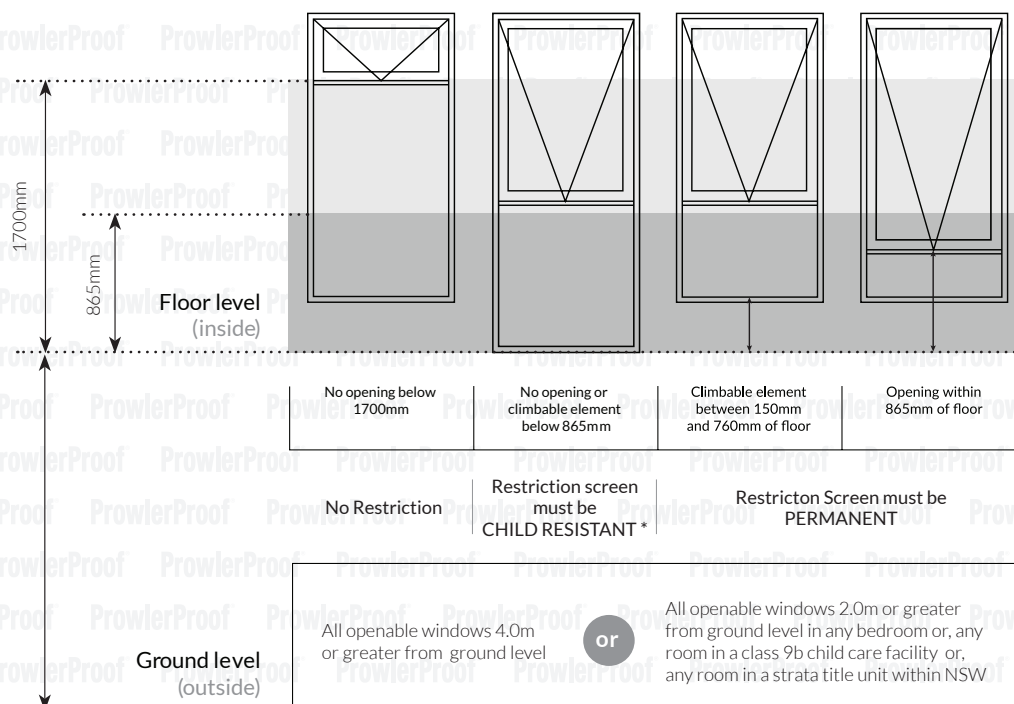 1700mm
865mm
Floor level
(inside)
No opening below
1700mm
No opening or
climbable element
below 865mm
Climbable element
between 150mm
and 760mm of floor
Opening within
865mm of floor
No Restriction
Restriction screen
must be
CHILD RESISTANT *
Restricton Screen must be
PERMANENT
Ground level
(outside)
All openable windows 4.0m
or greater from ground level
or
All openable windows 2.0m or greater
from ground level in any bedroom or, any
room in a class 9b child care facility or,
any room in a strata title unit within NSW
ProwlerProof